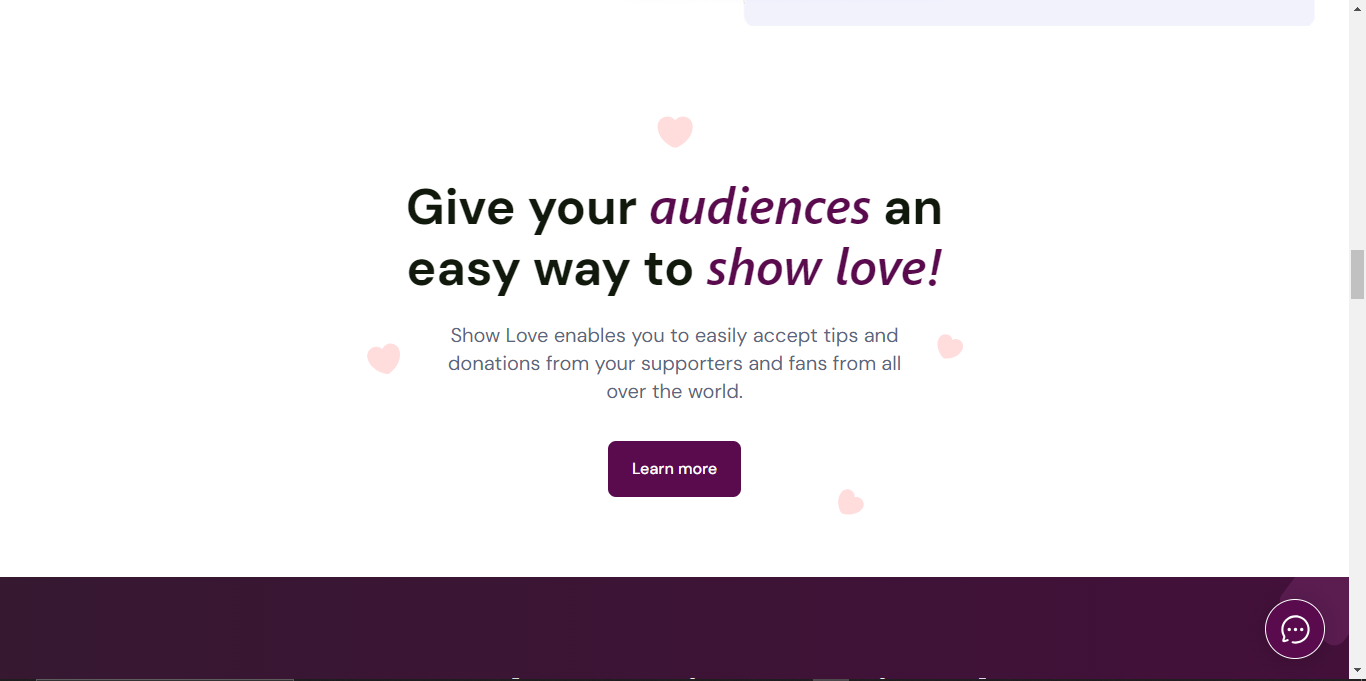 Give your audiences an
easy way to show love!
Show Love enables you to easily accept tips and
donations from your supporters and fans from all
over the world.
Learn more